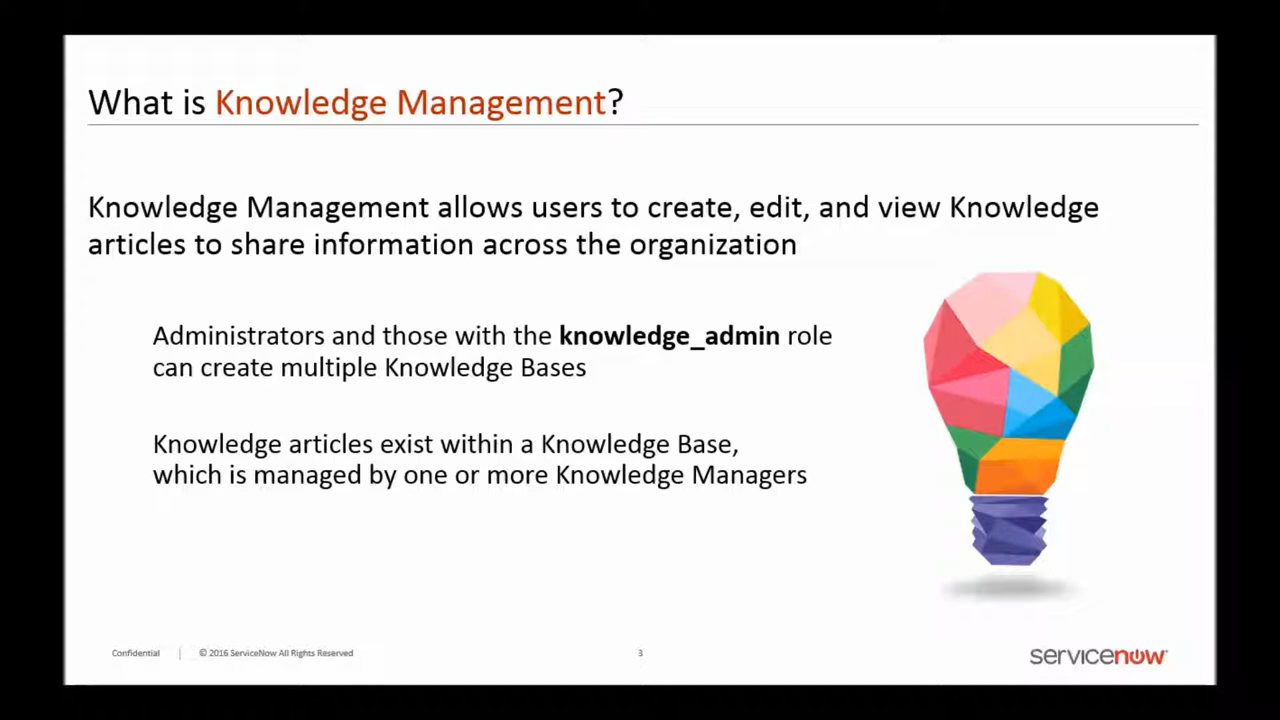 What is Knowledge Management?
Knowledge Management allows users to create, edit, and view Knowledge
articles to share information across the organization
Administrators and those with the knowledge_admin role
can create multiple Knowledge Bases
Knowledge articles exist within a Knowledge Base,
which is managed by one or more Knowledge Managers
Confidential | © 2016 ServiceNow All Rights Reserved
3
servicenow